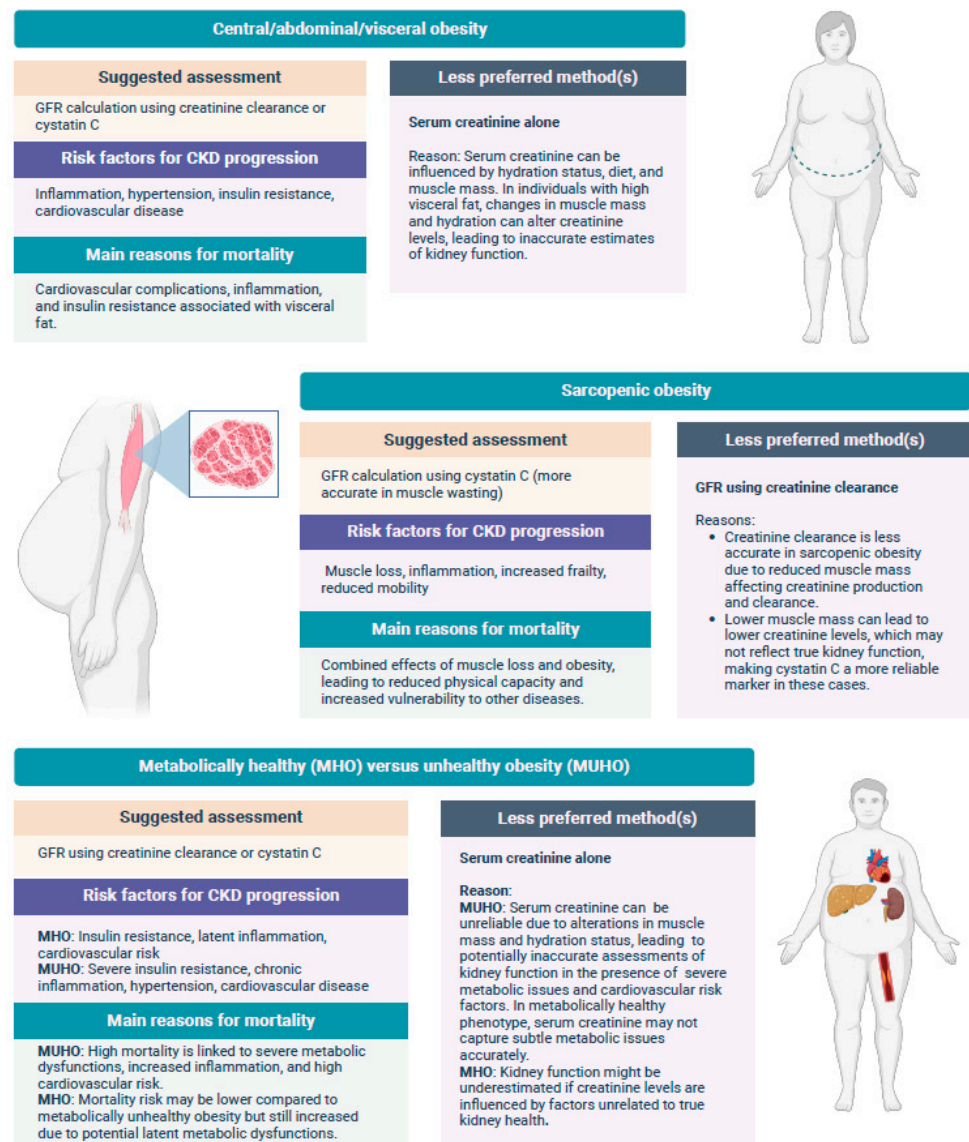 Central/abdominal/visceral obesity
Suggested assessment
GFR calculation using creatinine clearance or
cystatin C
Risk factors for CKD progression
Inflammation, hypertension, insulin resistance,
cardiovascular disease
Main reasons for mortality
Cardiovascular complications, inflammation,
and insulin resistance associated with visceral
fat.
Less preferred method(s)
Serum creatinine alone
Reason: Serum creatinine can be
influenced by hydration status, diet, and
muscle mass. In individuals with high
visceral fat, changes in muscle mass
and hydration can alter creatinine
levels, leading to inaccurate estimates
of kidney function.
Sarcopenic obesity
Suggested assessment
GFR calculation using cystatin C (more
accurate in muscle wasting)
Risk factors for CKD progression
Muscle loss, inflammation, increased frailty,
reduced mobility
Main reasons for mortality
Combined effects of muscle loss and obesity,
leading to reduced physical capacity and
increased vulnerability to other diseases.
Less preferred method(s)
GFR using creatinine clearance
Reasons:
• Creatinine clearance is less
accurate in sarcopenic obesity
due to reduced muscle mass
affecting creatinine production
and clearance.
• Lower muscle mass can lead to
lower creatinine levels, which may
not reflect true kidney function,
making cystatin C a more reliable
marker in these cases.
Metabolically healthy (MHO) versus unhealthy obesity (MUHO)
Suggested assessment
GFR using creatinine clearance or cystatin C
Risk factors for CKD progression
MHO: Insulin resistance, latent inflammation,
cardiovascular risk
MUHO: Severe insulin resistance, chronic
inflammation, hypertension, cardiovascular disease
Main reasons for mortality
MUHO: High mortality is linked to severe metabolic
dysfunctions, increased inflammation, and high
cardiovascular risk.
MHO: Mortality risk may be lower compared to
metabolically unhealthy obesity but still increased
due to potential latent metabolic dysfunctions.
Less preferred method(s)
Serum creatinine alone
Reason:
MUHO: Serum creatinine can be
unreliable due to alterations in muscle
mass and hydration status, leading to
potentially inaccurate assessments of
kidney function in the presence of severe
metabolic issues and cardiovascular risk
factors. In metabolically healthy
phenotype, serum creatinine may not
capture subtle metabolic issues
accurately.
MHO: Kidney function might be
underestimated if creatinine levels are
influenced by factors unrelated to true
kidney health.